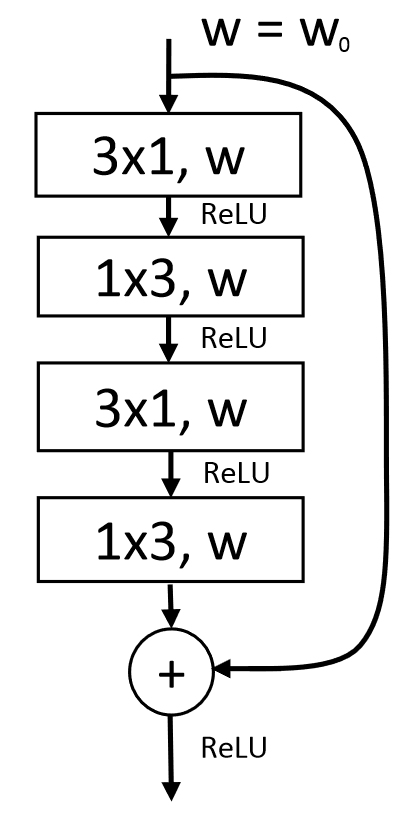 w = w₀
3x1, w
ReLU
1x3, w
ReLU
3x1, w
ReLU
1x3, w
+
ReLU